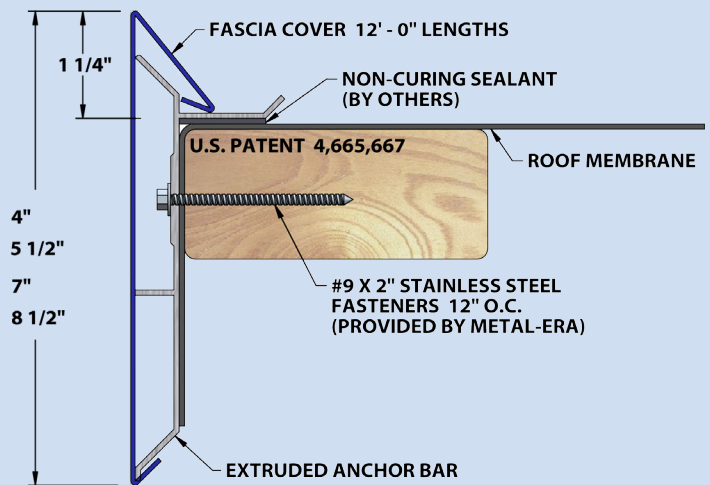 FASCIA COVER 12' - 0" LENGTHS
1 1/4"
NON-CURING SEALANT
(BY OTHERS)
U.S. PATENT 4,665,667
ROOF MEMBRANE
4"
5 1/2"
7"
8 1/2"
#9 X 2" STAINLESS STEEL
FASTENERS 12" O.C.
(PROVIDED BY METAL-ERA)
EXTRUDED ANCHOR BAR